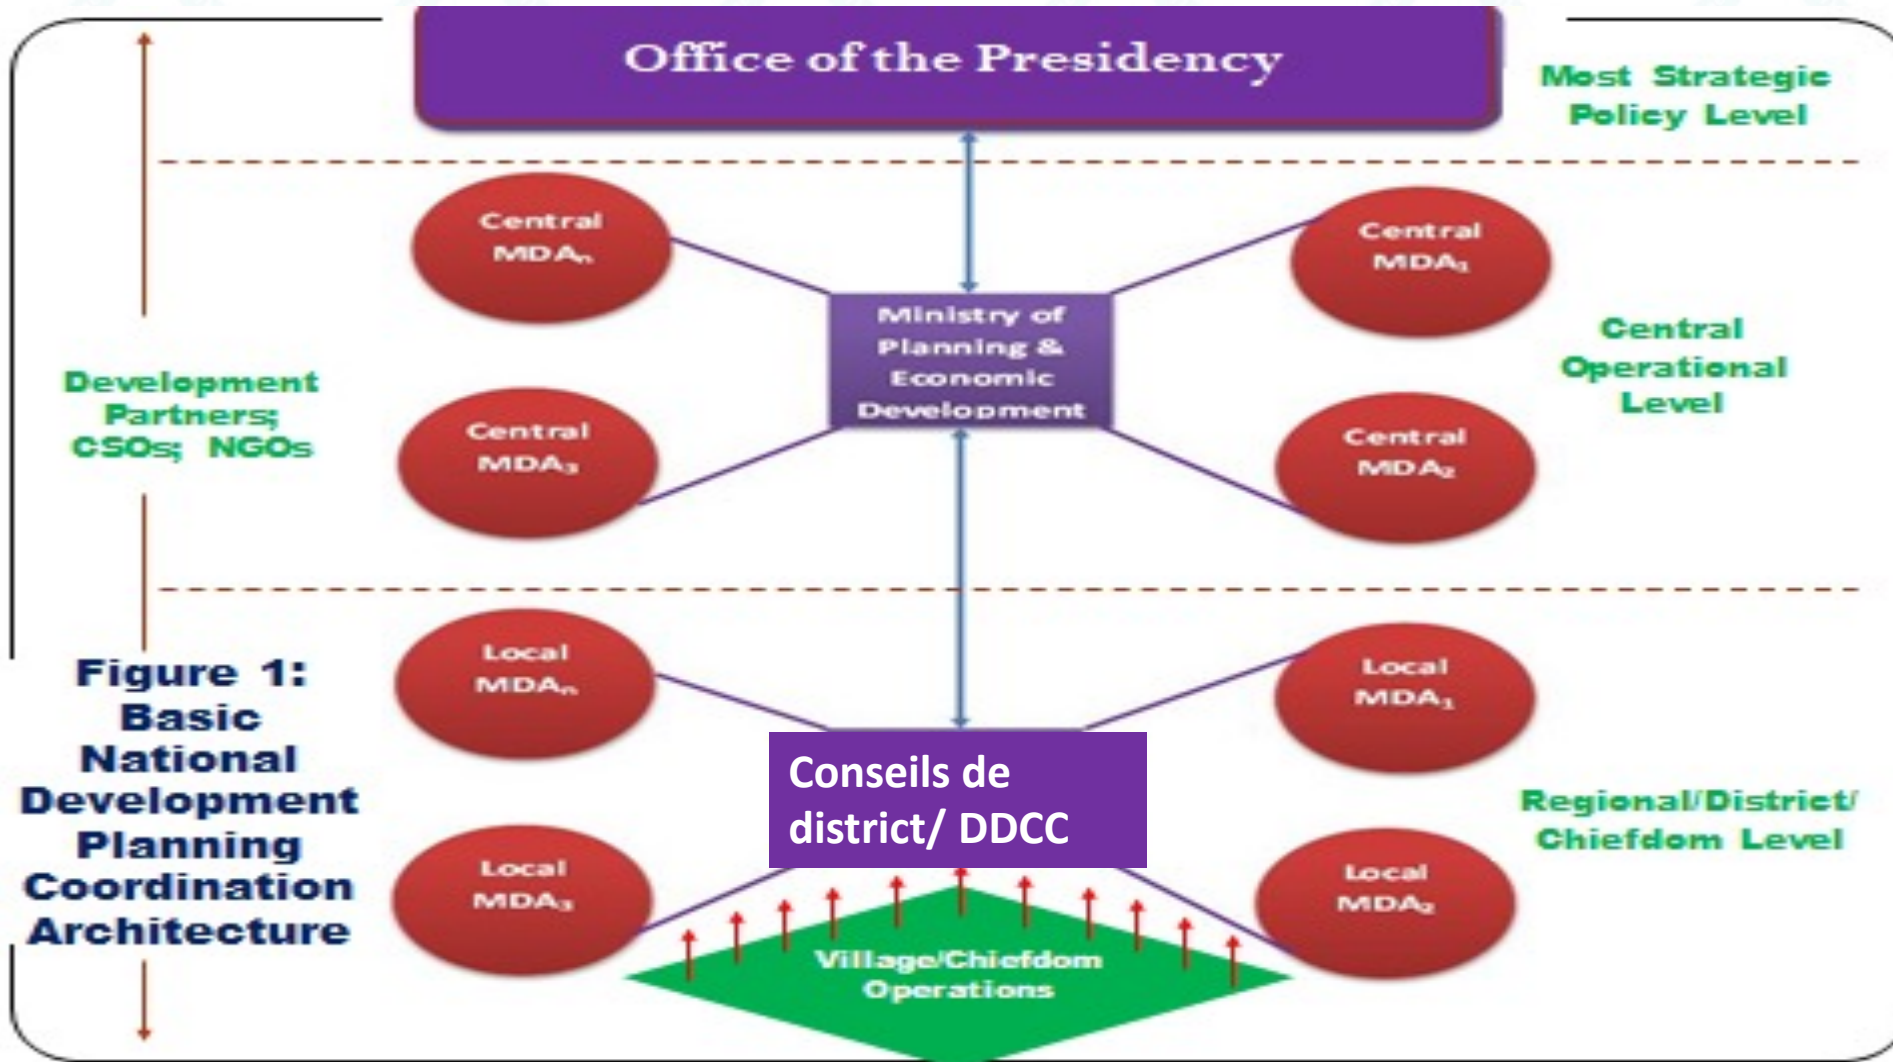 Office of the Presidency
Most Strategic
Policy Level
Central
MDAₙ
Central
MDA₁
Ministry of
Planning &
Economic
Development
Central
Operational
Level
Development
Partners;
CSOs; NGOs
Central
MDA₃
Central
MDA₂
Local
MDAₙ
Local
MDA₁
Figure 1:
Basic
National
Development
Planning
Coordination
Architecture
Conseils de
district/ DDCC
Regional/District/
Chiefdom Level
Local
MDA₃
Local
MDA₂
Village/Chiefdom
Operations